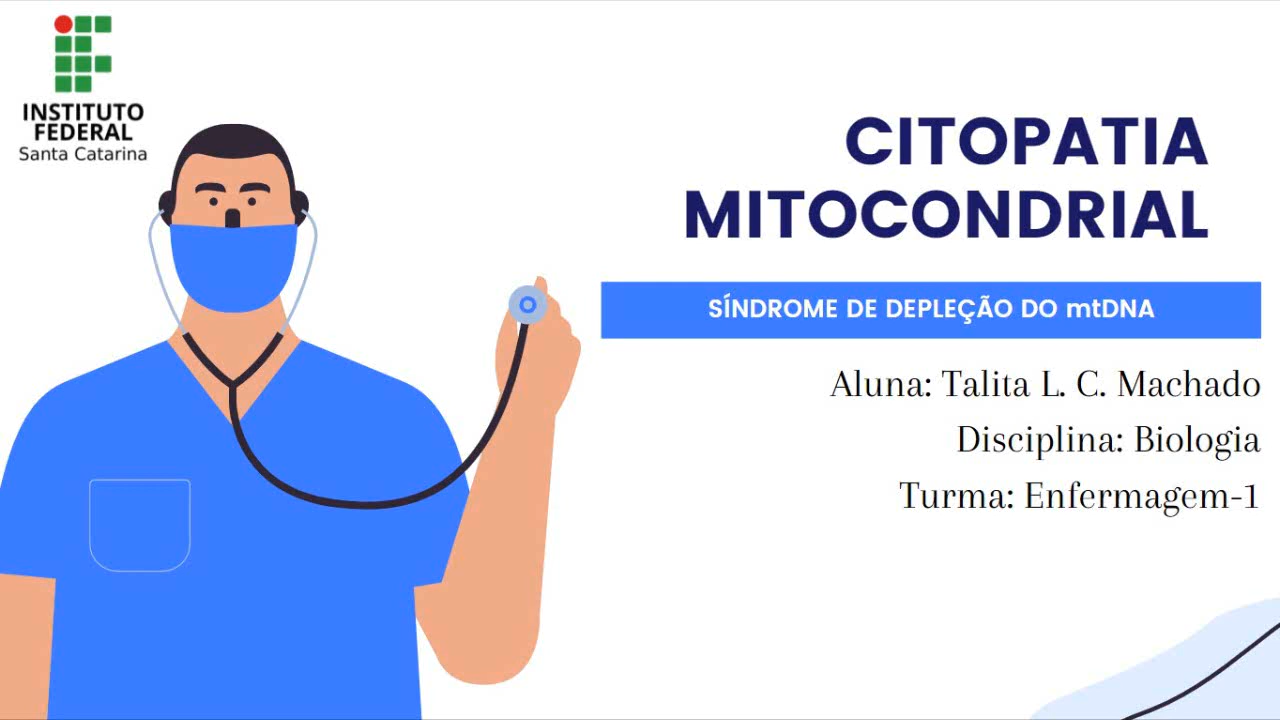 INSTITUTO
FEDERAL
Santa Catarina
CITOPATIA
MITOCONDRIAL
SÍNDROME DE DEPLEÇÃO DO mtDNA
Aluna: Talita L. C. Machado
Disciplina: Biologia
Turma: Enfermagem-1